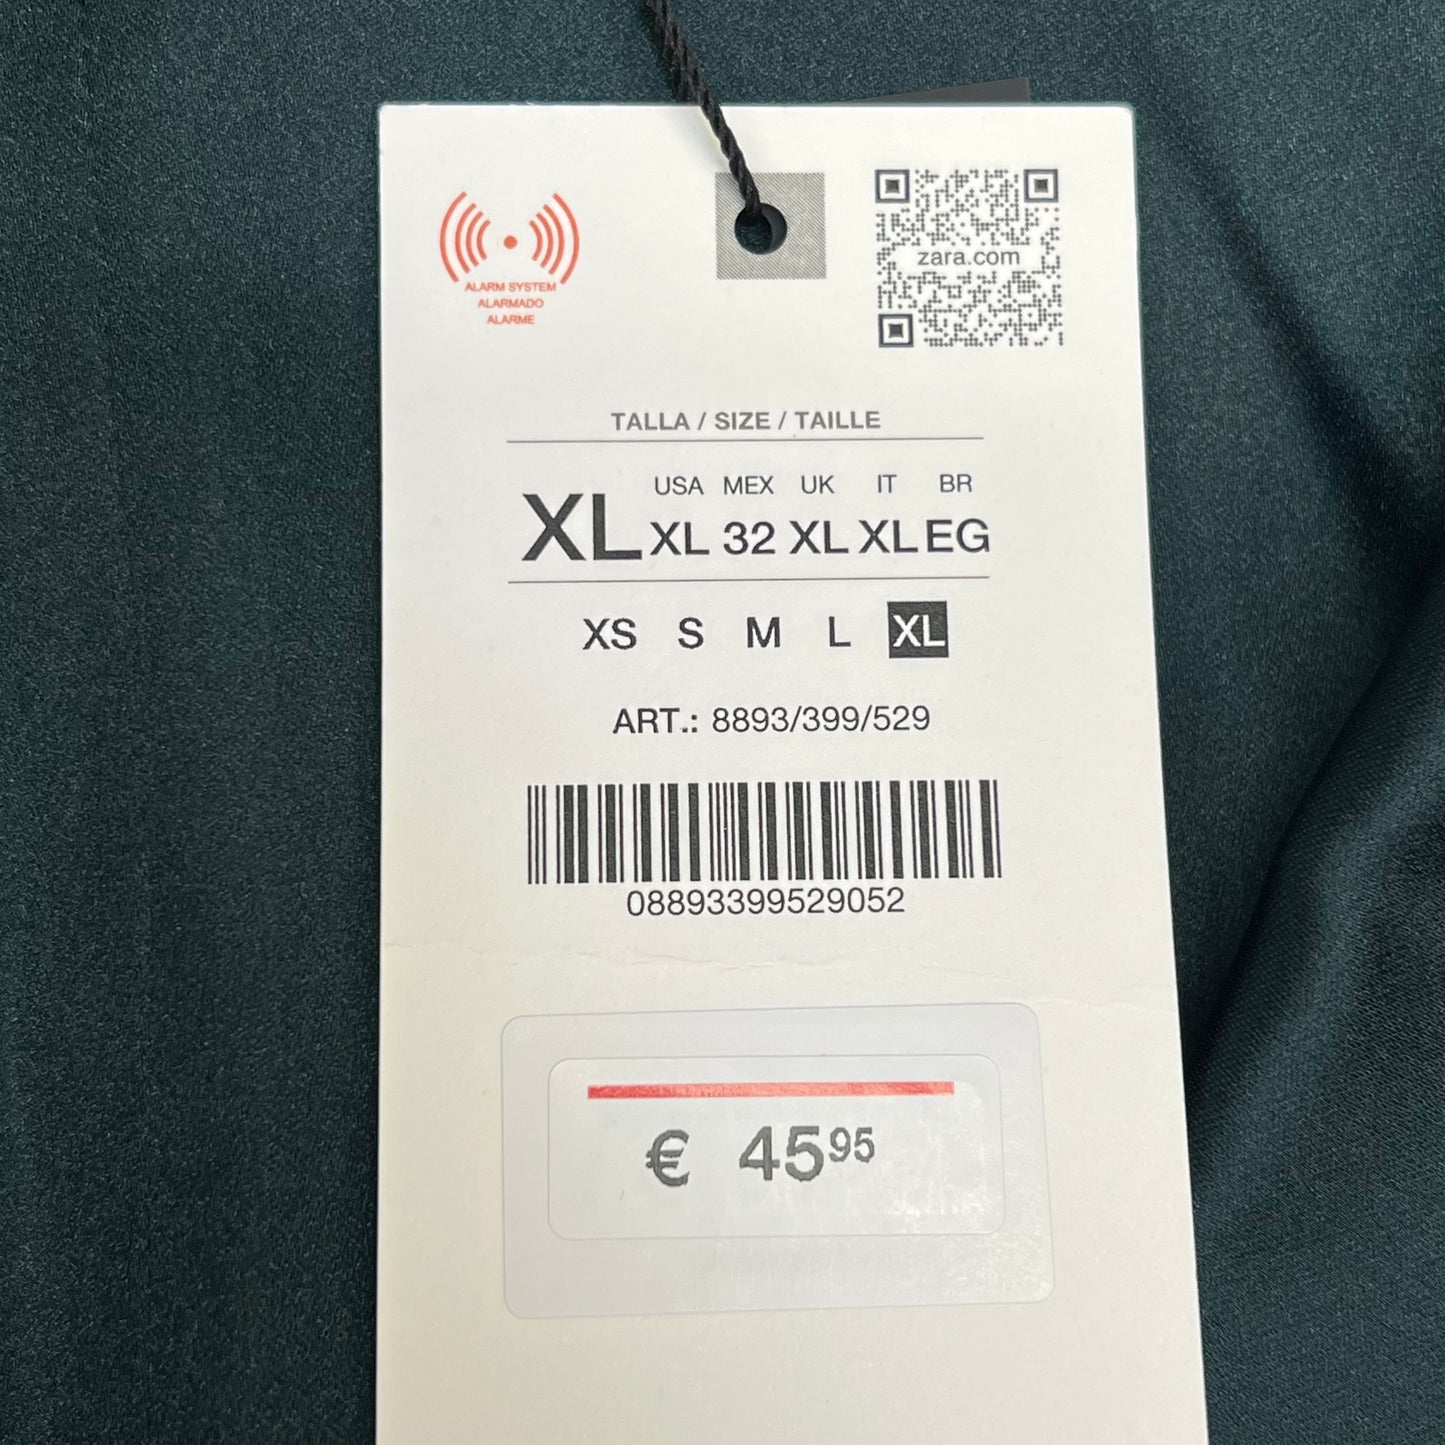 ALARM SYSTEM
ALARMADO
ALARME
zara.com
TALLA / SIZE / TAILLE
USA MEX UK IT BR
XL XL 32 XL XL EG
XS S M L XL
ART.: 8893/399/529
08893399529052
€ 45 95